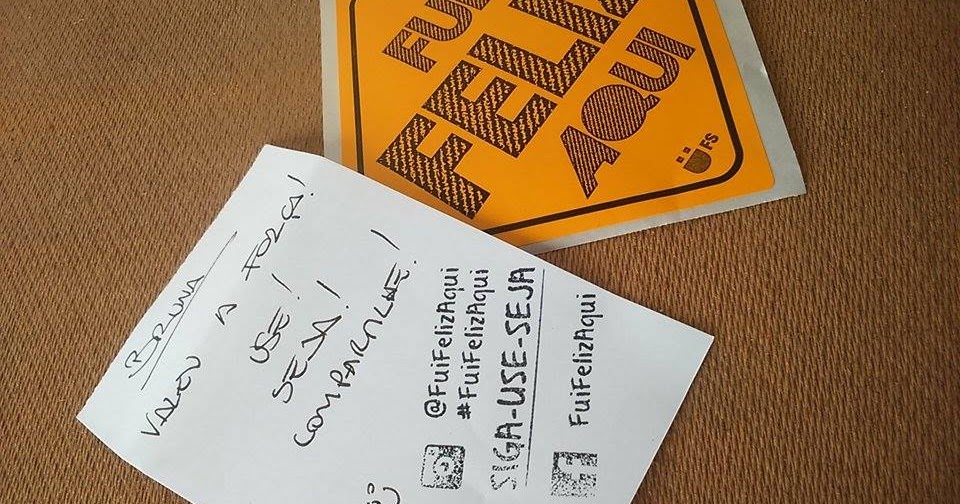 FUI
FELIZ
AQUI
FS
BRUNA
VALEU A FORÇA!
USE!
SEJA!
COMPARTILHE!
@FuiFelizAqui
#FuiFelizAqui
SIGA-USE-SEJA
FuiFelizAqui